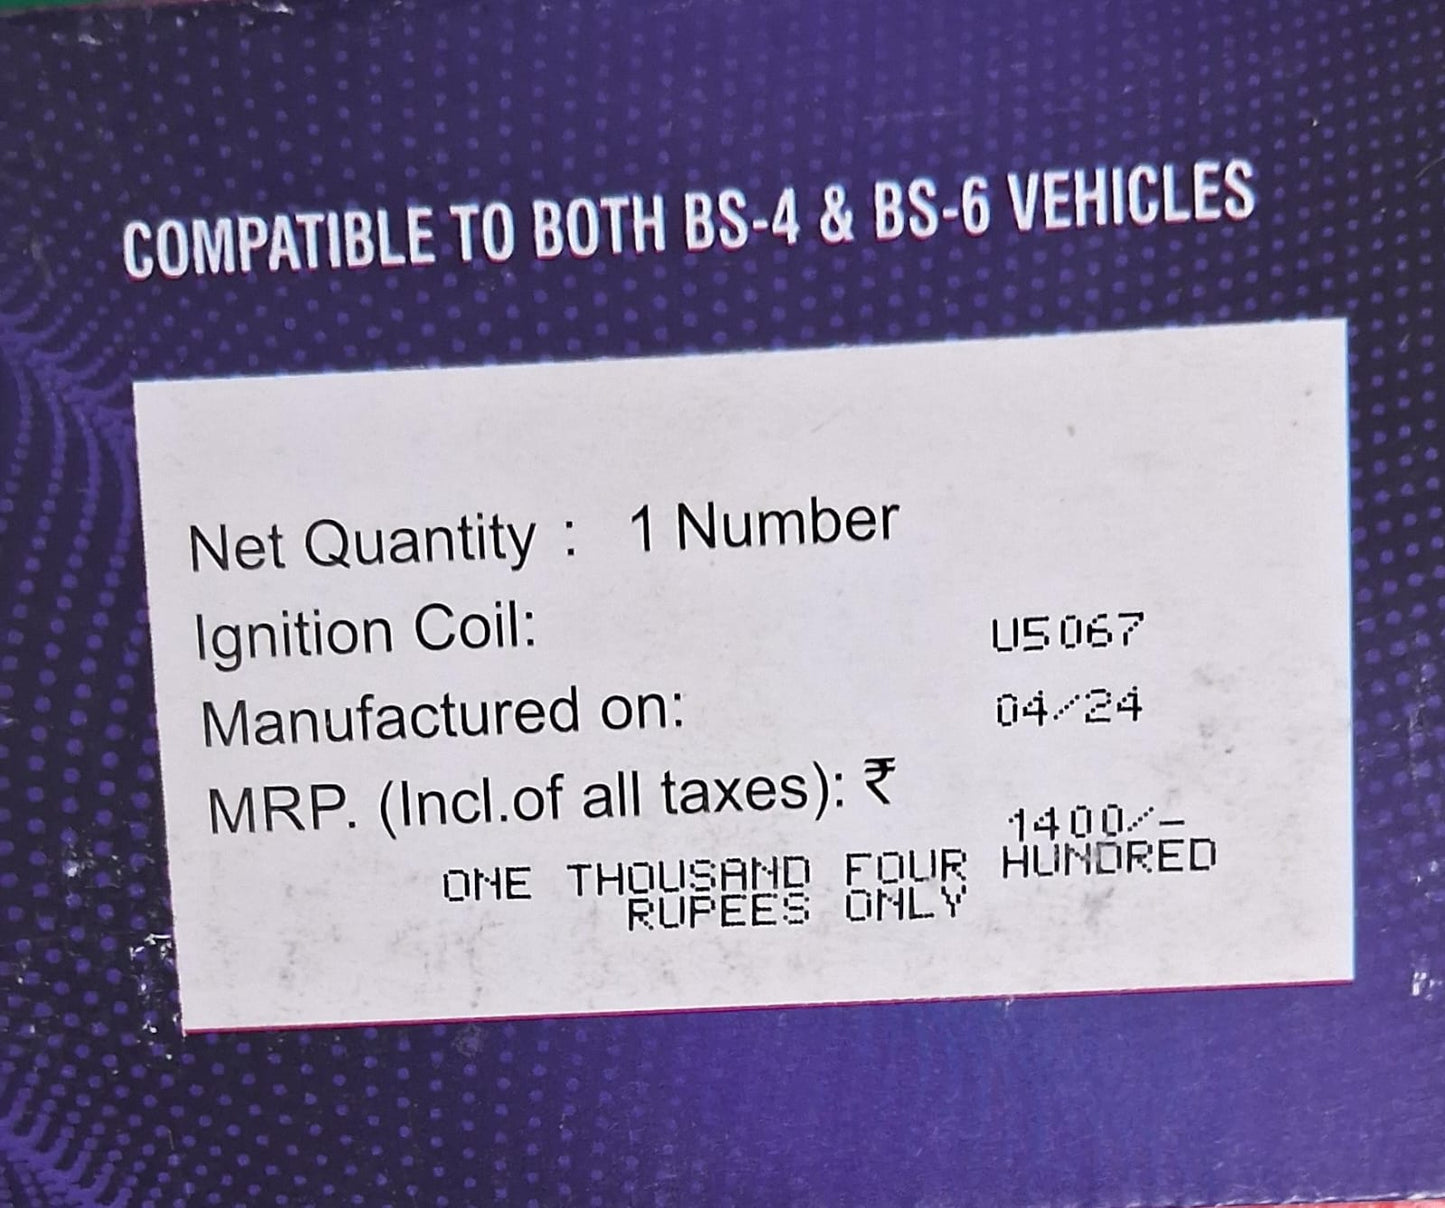 COMPATIBLE TO BOTH BS-4 & BS-6 VEHICLES
Net Quantity : 1 Number
Ignition Coil: U5067
Manufactured on: 04/24
MRP. (Incl.of all taxes): ₹ 1400/-
ONE THOUSAND FOUR HUNDRED
RUPEES ONLY